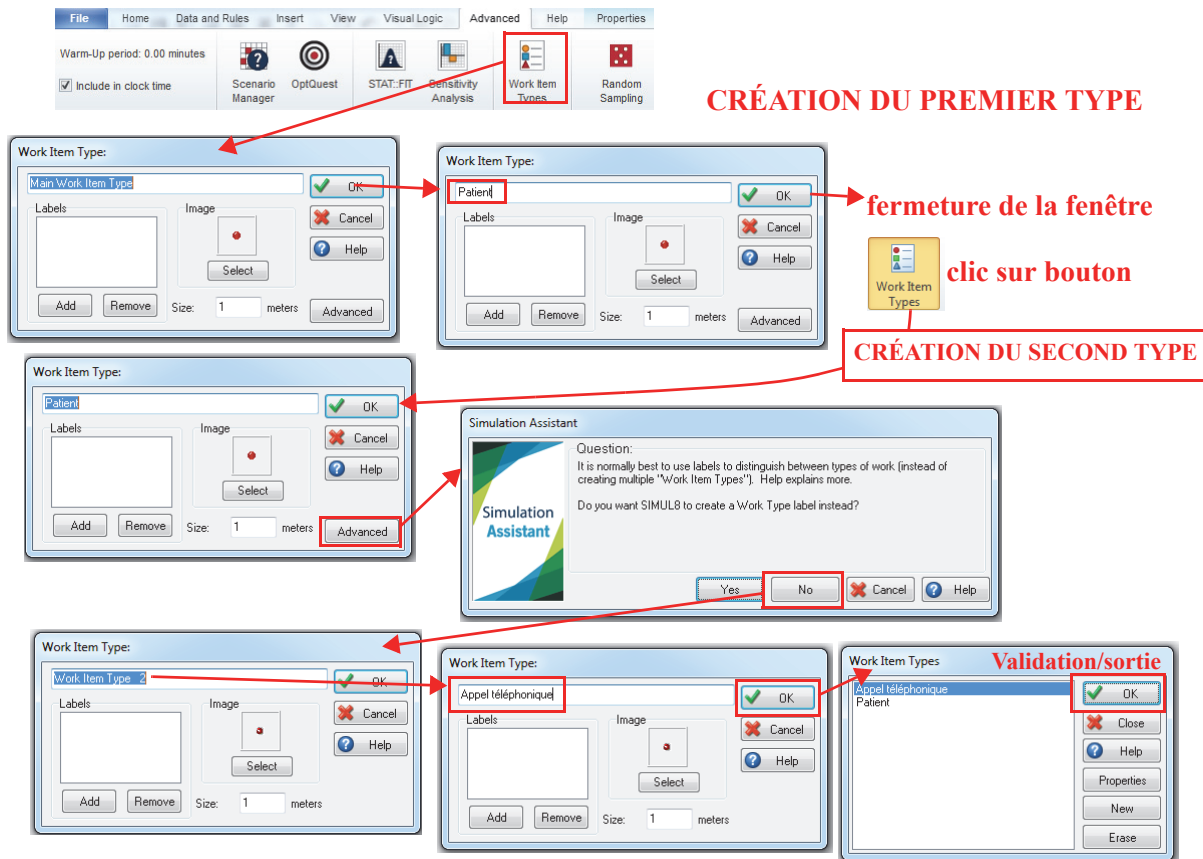 File Home Data and Rules Insert View Visual Logic Advanced Help Properties
Warm-Up period: 0.00 minutes
Include in clock time
Scenario Manager
OptQuest
STAT::FIT
Sensitivity Analysis
Work Item Types
Random Sampling
CRÉATION DU PREMIER TYPE
Work Item Type:
Main Work Item Type
OK
Labels
Image
Cancel
Help
Select
Add Remove Size: 1 meters Advanced
Work Item Type:
Patient
OK
Labels
Image
Cancel
Help
Select
Add Remove Size: 1 meters Advanced
fermeture de la fenêtre
Work Item
Types
clic sur bouton
CRÉATION DU SECOND TYPE
Work Item Type:
Patient
OK
Labels
Image
Cancel
Help
Select
Add Remove Size: 1 meters Advanced
Simulation Assistant
Simulation
Assistant
Question:
It is normally best to use labels to distinguish between types of work (instead of
creating multiple "Work Item Types"). Help explains more.
Do you want SIMUL8 to create a Work Type label instead?
Yes No Cancel Help
Work Item Type:
Work Item Type 2
OK
Labels
Image
Cancel
Help
Select
Add Remove Size: 1 meters
Work Item Type:
Appel téléphonique
OK
Labels
Image
Cancel
Help
Select
Add Remove Size: 1 meters
Work Item Types
Validation/sortie
Appel téléphonique
Patient
OK
Close
Help
Properties
New
Erase